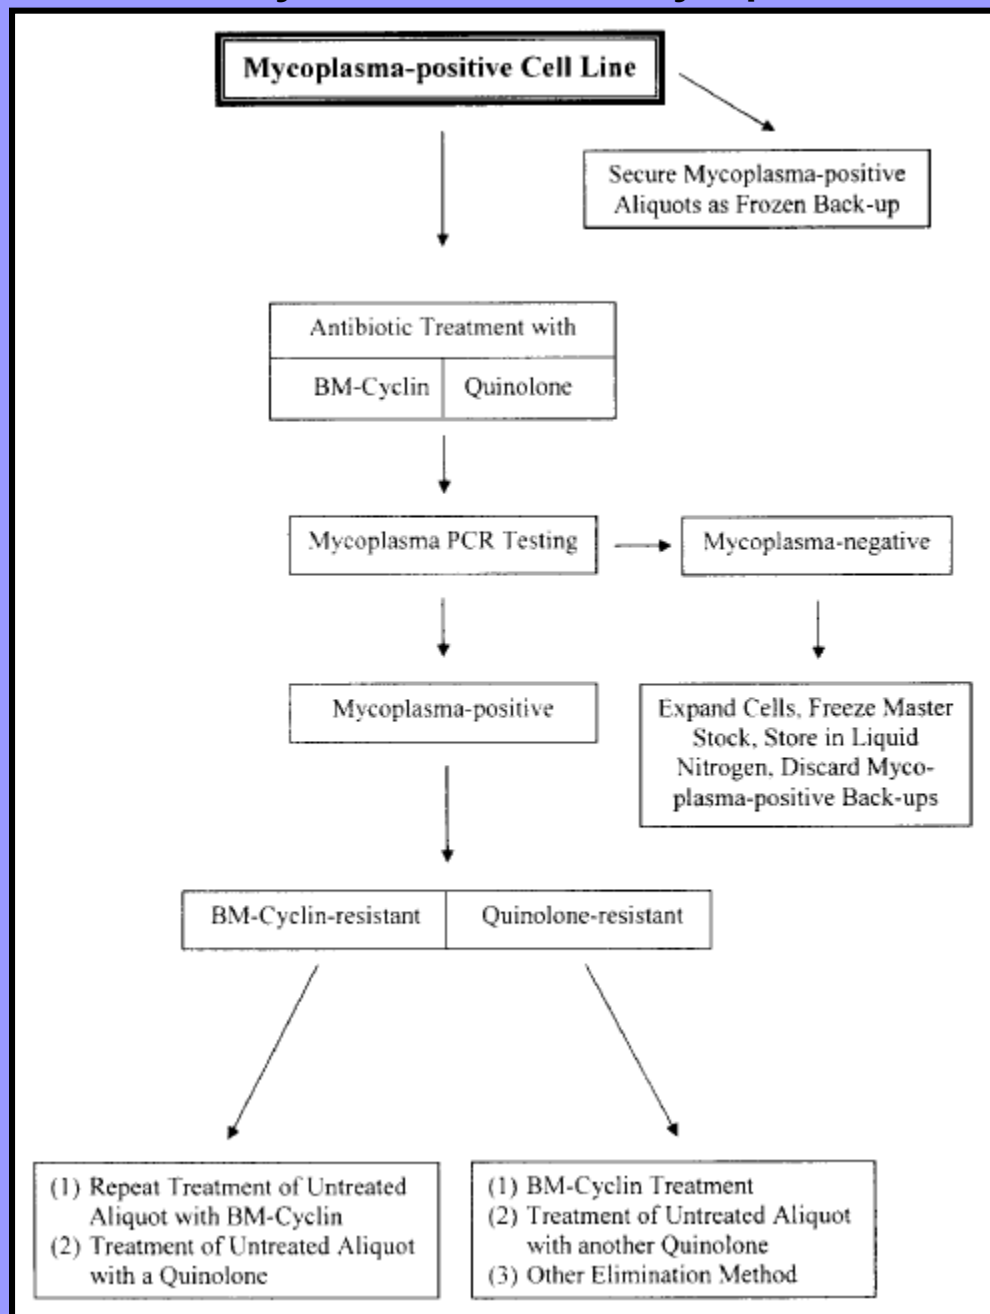 Mycoplasma-positive Cell Line
Secure Mycoplasma-positive
Aliquots as Frozen Back-up
Antibiotic Treatment with
BM-Cyclin
Quinolone
Mycoplasma PCR Testing
Mycoplasma-negative
Mycoplasma-positive
Expand Cells, Freeze Master
Stock, Store in Liquid
Nitrogen, Discard Myco-
plasma-positive Back-ups
BM-Cyclin-resistant
Quinolone-resistant
(1) Repeat Treatment of Untreated
Aliquot with BM-Cyclin
(2) Treatment of Untreated Aliquot
with a Quinolone
(1) BM-Cyclin Treatment
(2) Treatment of Untreated Aliquot
with another Quinolone
(3) Other Elimination Method